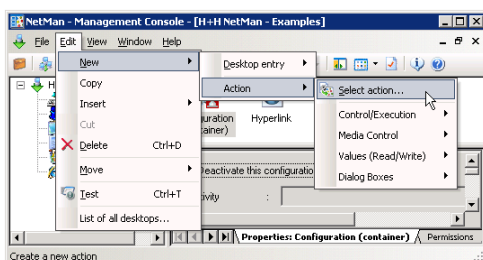 NetMan - Management Console - [H+H NetMan - Examples]
File Edit View Window Help
New
Copy
Insert
Cut
Delete Ctrl+D
Move
Test Ctrl+T
List of all desktops...
Desktop entry
Action
Select action...
Control/Execution
Media Control
Values (Read/Write)
Dialog Boxes
H
Hyperlink
Deactivate this configuration
:
Properties: Configuration (container) Permissions
Create a new action